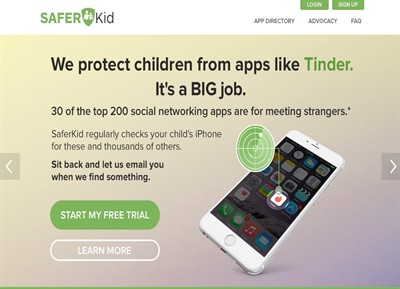 LOGIN SIGN UP
SAFER Kid
APP DIRECTORY ADVOCACY FAQ
We protect children from apps like Tinder.
It's a BIG job.
30 of the top 200 social networking apps are for meeting strangers.*
SaferKid regularly checks your child's iPhone
for these and thousands of others.
Sit back and let us email you
when we find something.
START MY FREE TRIAL
LEARN MORE